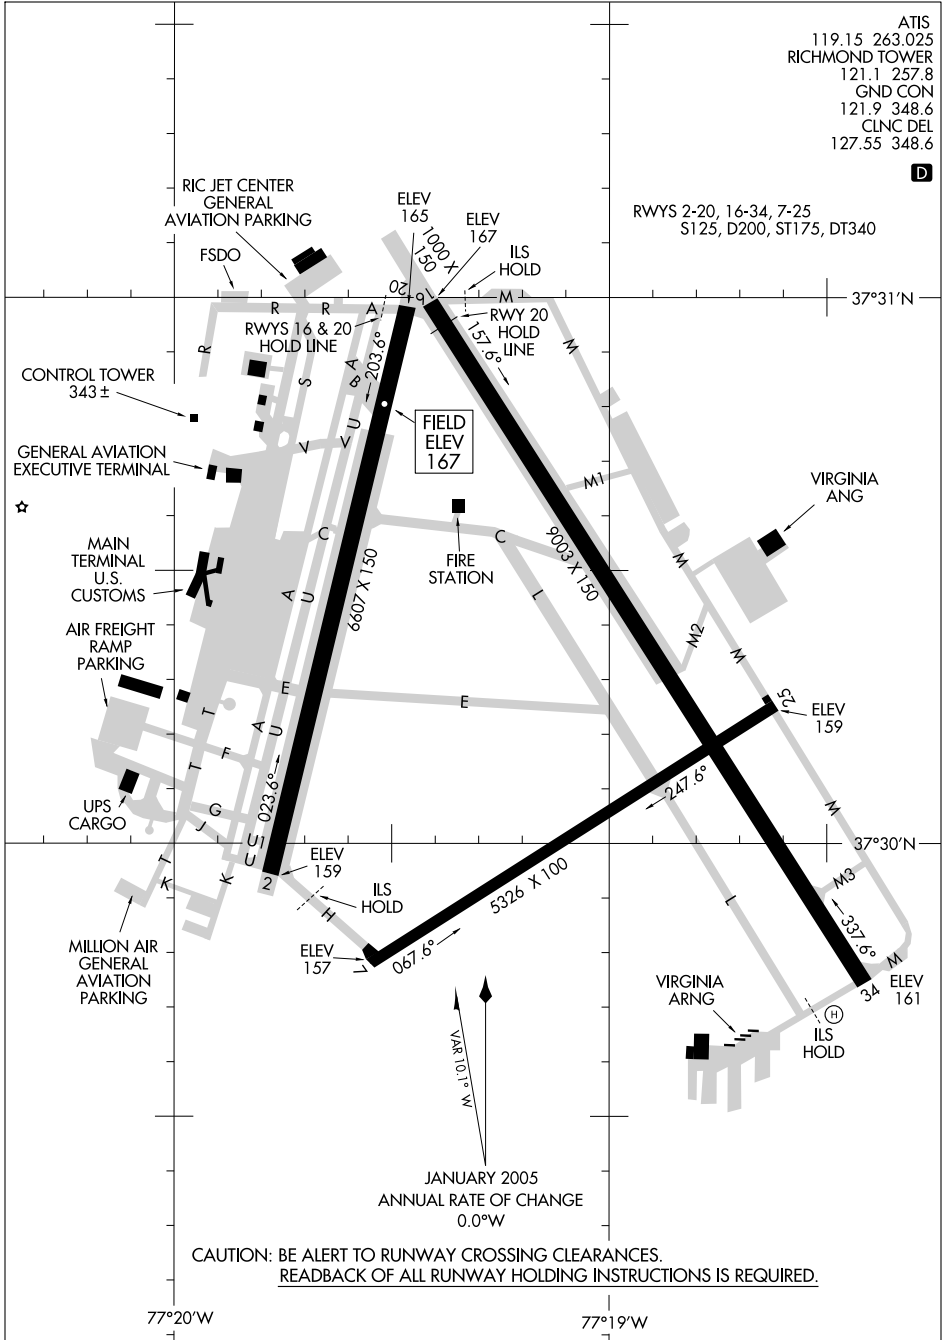 ATIS
119.15 263.025
RICHMOND TOWER
121.1 257.8
GND CON
121.9 348.6
CLNC DEL
127.55 348.6
D
RWYS 2-20, 16-34, 7-25
S125, D200, ST175, DT340
RIC JET CENTER
GENERAL
AVIATION PARKING
FSDO
ELEV
165
ELEV
167
1000 X
150
ILS
HOLD
20
16
R
R
A
M
37°31'N
RWYS 16 & 20
HOLD LINE
RWY 20
HOLD
LINE
203.6°
157.6°
R
S
A
B
U
V
V
M
CONTROL TOWER
343 ±
FIELD
ELEV
167
GENERAL AVIATION
EXECUTIVE TERMINAL
M1
VIRGINIA
ANG
C
C
FIRE
STATION
MAIN
TERMINAL
U.S.
CUSTOMS
6607 X 150
9003 X 150
M
L
A
U
AIR FREIGHT
RAMP
PARKING
M2
M
E
E
25
ELEV
159
T
A
U
F
T
023.6°
247.6°
UPS
CARGO
G
J
U1
U
M
37°30'N
2
ELEV
159
5326 X 100
T
K
K
ILS
HOLD
H
M3
L
337.6°
MILLION AIR
GENERAL
AVIATION
PARKING
ELEV
157
7
067.6°
M
34
ELEV
161
VIRGINIA
ARNG
H
ILS
HOLD
VAR 10.1° W
JANUARY 2005
ANNUAL RATE OF CHANGE
0.0°W
CAUTION: BE ALERT TO RUNWAY CROSSING CLEARANCES.
READBACK OF ALL RUNWAY HOLDING INSTRUCTIONS IS REQUIRED.
77°20'W
77°19'W